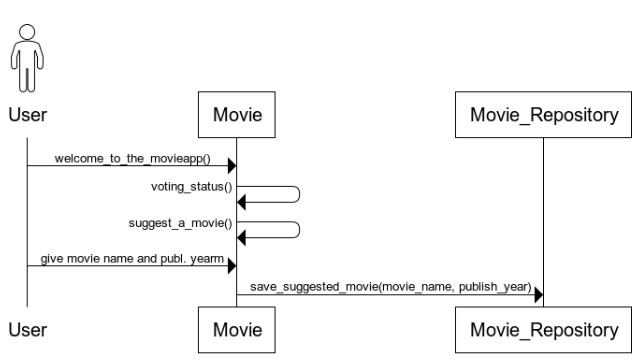 User Movie Movie_Repository
welcome_to_the_movieapp()
voting_status()
suggest_a_movie()
give movie name and publ. yearm
save_suggested_movie(movie_name, publish_year)
User Movie Movie_Repository